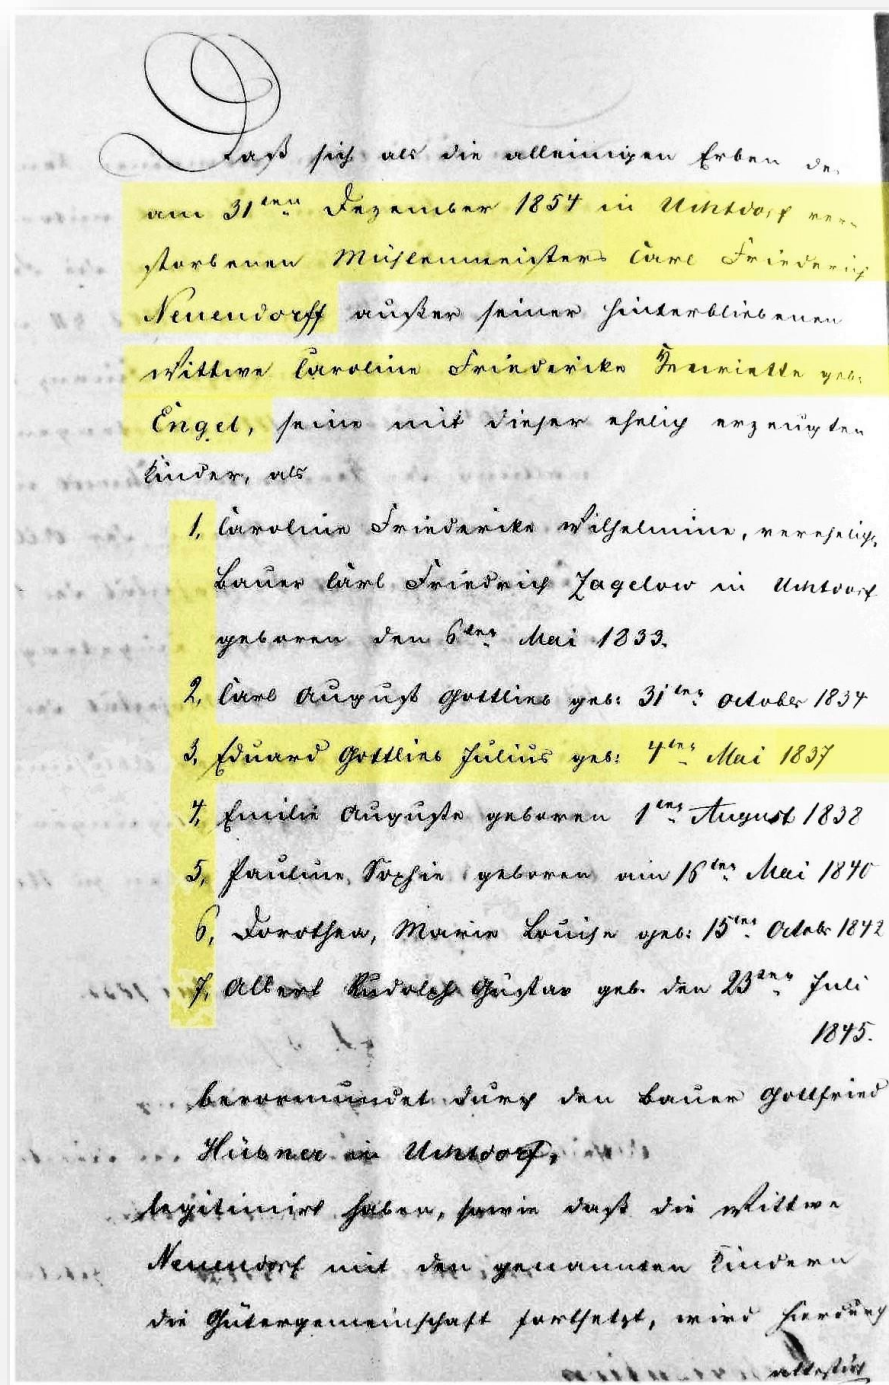 Daß sich als die alleinigen Erben de
am 31ten Dezember 1854 in Uchtdorf ver-
storbenen Mühlenmeisters Carl Friederich
Neuendorff außer seiner hinterbliebenen
Wittwe Caroline Friederike Henriette geb:
Engel, seine mit dieser ehelich erzeugten
Kinder, als
1, Caroline Friederike Wilhelmine, verehelich.
Bauer Carl Friedrich Zagelow in Uchtdorf
geboren den 6ten Mai 1833.
2, Carl August Gottlieb geb: 31ten October 1834
3, Eduard Gottlieb Julius geb: 4ten Mai 1837
4, Emilie Auguste geboren 1ten August 1838
5, Pauline, Sophie geboren am 16ten Mai 1840
6, Dorothea, Marie Louise geb: 15ten Octobr 1842
7, Albert Rudolph Gustav geb. den 23ten Juli
1845.
bevormundet durch den Bauer Gottfried
Hübner in Uchtdorf,
legitimirt haben, sowie daß die Wittwe
Neuendorf mit den genannten Kindern
die Gütergemeinschaft fortsetzt, wird hierdurch
attestirt